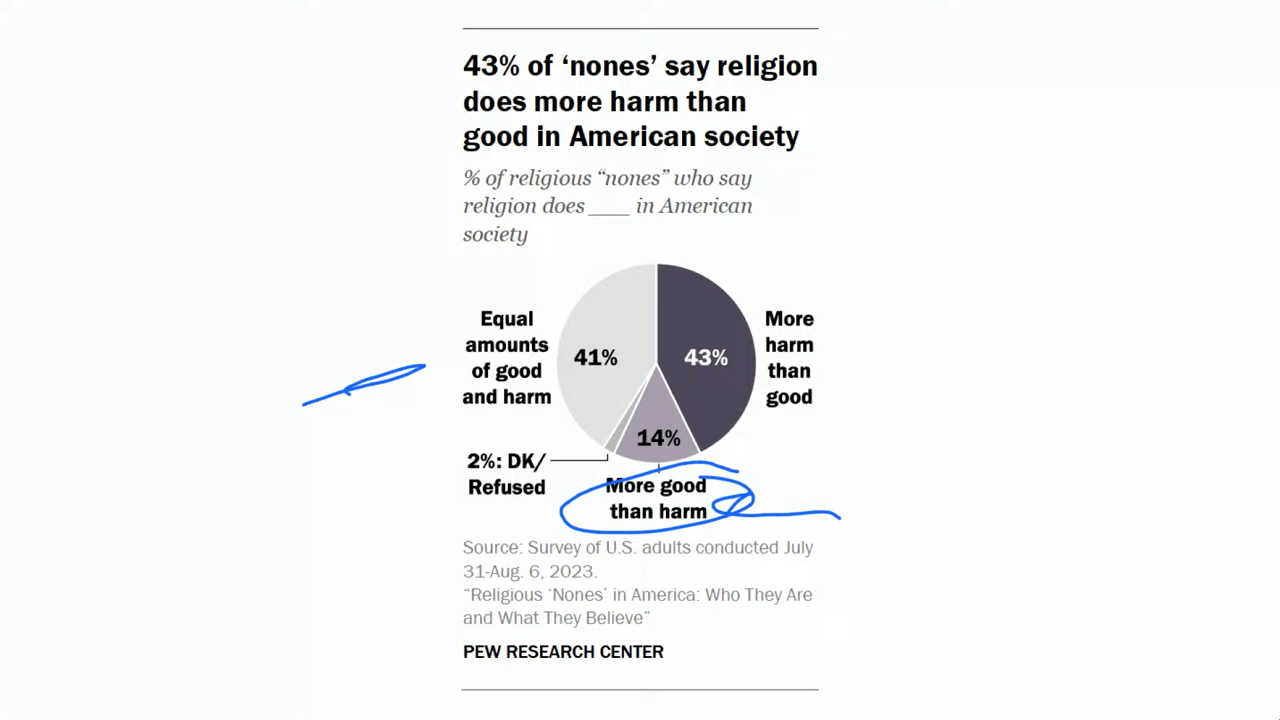 43% of ‘nones’ say religion
does more harm than
good in American society
% of religious “nones” who say
religion does ___ in American
society
Equal
amounts
of good
and harm
41%
43%
More
harm
than
good
14%
2%: DK/
Refused
More good
than harm
Source: Survey of U.S. adults conducted July
31-Aug. 6, 2023.
“Religious ‘Nones’ in America: Who They Are
and What They Believe”
PEW RESEARCH CENTER